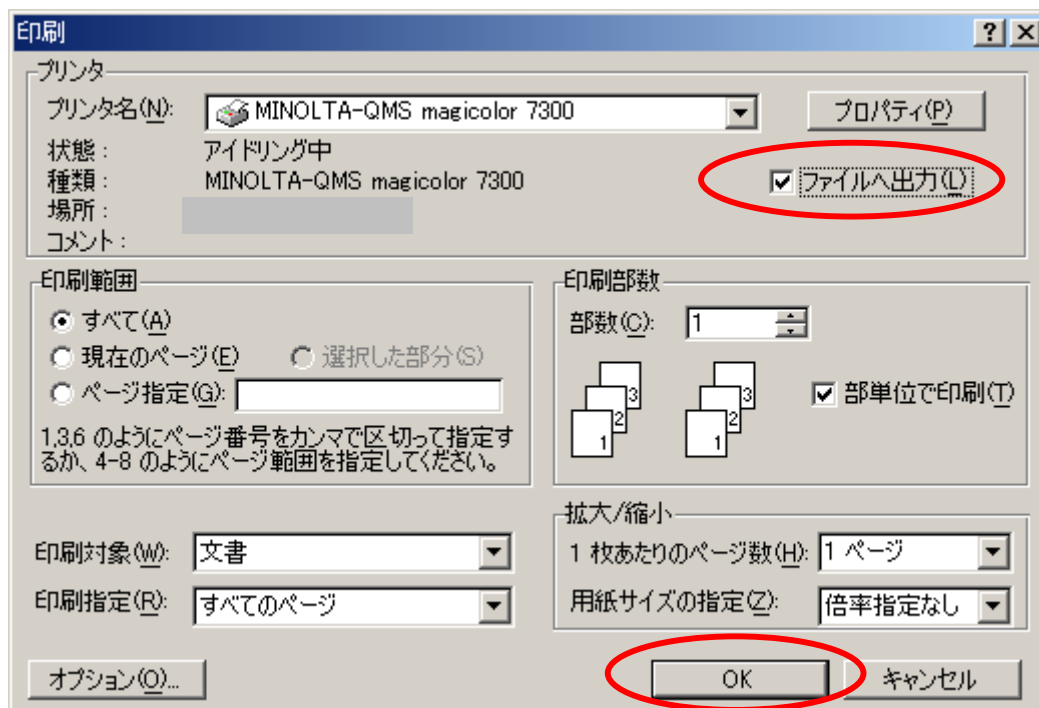 印刷
プリンタ
プリンタ名(N): MINOLTA-QMS magicolor 7300 プロパティ(P)
状態： アイドリング中
種類： MINOLTA-QMS magicolor 7300 ファイルへ出力(L)
場所：
コメント：
印刷範囲
すべて(A)
現在のページ(E) 選択した部分(S)
ページ指定(G):
1,3,6 のようにページ番号をカンマで区切って指定す
るか、4-8 のようにページ範囲を指定してください。
印刷部数
部数(C): 1
1 2 3 1 2 3 部単位で印刷(T)
印刷対象(W): 文書
印刷指定(R): すべてのページ
拡大/縮小
1 枚あたりのページ数(H): 1 ページ
用紙サイズの指定(Z): 倍率指定なし
オプション(O)... OK キャンセル